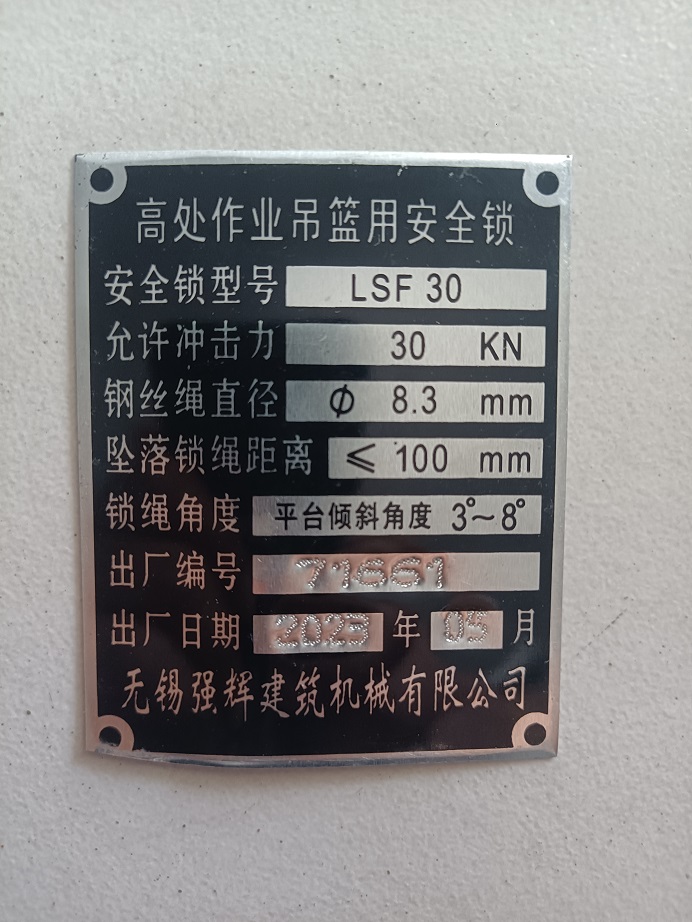 高处作业吊篮用安全锁
安全锁型号 LSF 30
允许冲击力 30 KN
钢丝绳直径 Φ 8.3 mm
坠落锁绳距离 ≤ 100 mm
锁绳角度 平台倾斜角度 3°~8°
出厂编号 71661
出厂日期 2023 年 05 月
无锡强辉建筑机械有限公司